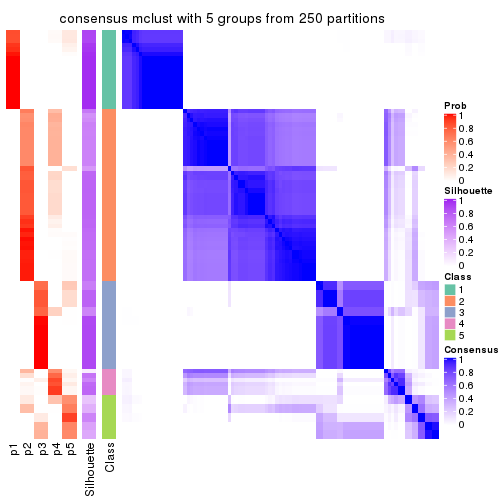 consensus mclust with 5 groups from 250 partitions
Prob
1
0.8
0.6
0.4
0.2
0
Silhouette
1
0.8
0.6
0.4
0.2
0
Class
1
2
3
4
5
Consensus
1
0.8
0.6
0.4
0.2
0
p1
p2
p3
p4
p5
Silhouette
Class